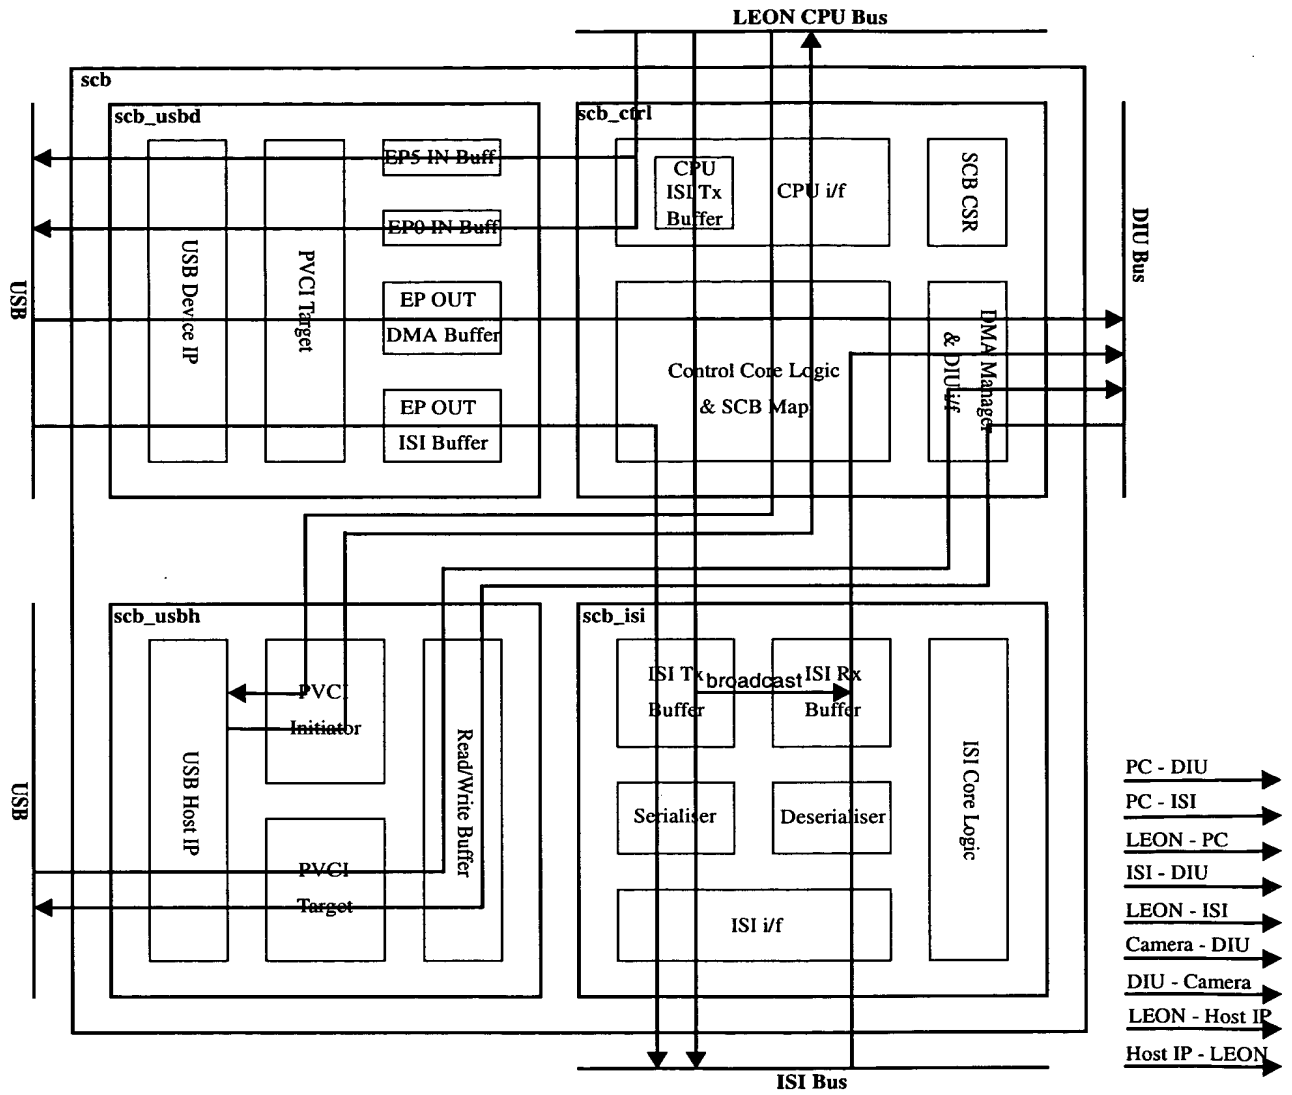 LEON CPU Bus
scb
scb_usbd
scb_ctrl
EP5 IN Buff
EP0 IN Buff
EP OUT
DMA Buffer
EP OUT
ISI Buffer
USB Device IP
PVCI Target
USB
CPU
ISI Tx
Buffer
CPU i/f
SCB CSR
Control Core Logic
& SCB Map
DMA Manager
& DIU i/f
DIU Bus
scb_usbh
scb_isi
USB
USB Host IP
PVCI
Initiator
PVCI
Target
Read/Write Buffer
ISI Tx
Buffer
broadcast
ISI Rx
Buffer
Serialiser
Deserialiser
ISI i/f
ISI Core Logic
ISI Bus
PC - DIU
PC - ISI
LEON - PC
ISI - DIU
LEON - ISI
Camera - DIU
DIU - Camera
LEON - Host IP
Host IP - LEON